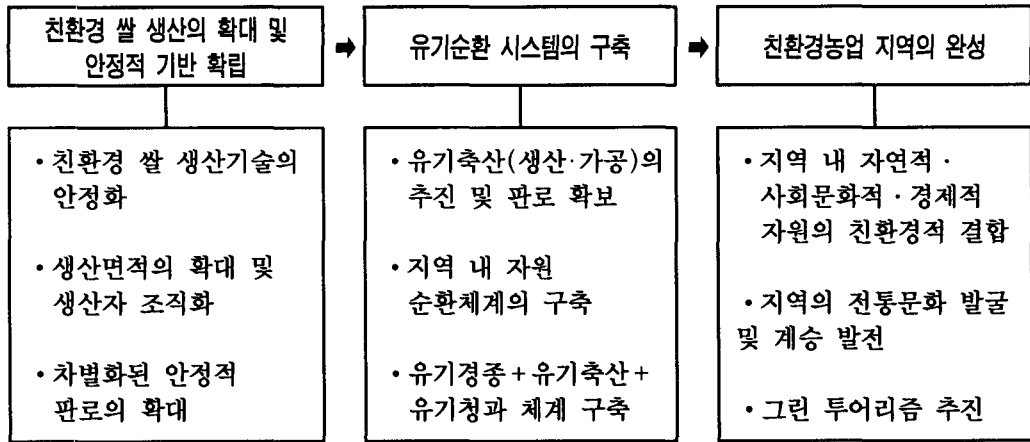 친환경 쌀 생산의 확대 및
안정적 기반 확립
➡
유기순환 시스템의 구축
➡
친환경농업 지역의 완성
• 친환경 쌀 생산기술의
안정화
• 생산면적의 확대 및
생산자 조직화
• 차별화된 안정적
판로의 확대
• 유기축산(생산·가공)의
추진 및 판로 확보
• 지역 내 자원
순환체계의 구축
• 유기경종+유기축산+
유기청과 체계 구축
• 지역 내 자연적·
사회문화적·경제적
자원의 친환경적 결합
• 지역의 전통문화 발굴
및 계승 발전
• 그린 투어리즘 추진